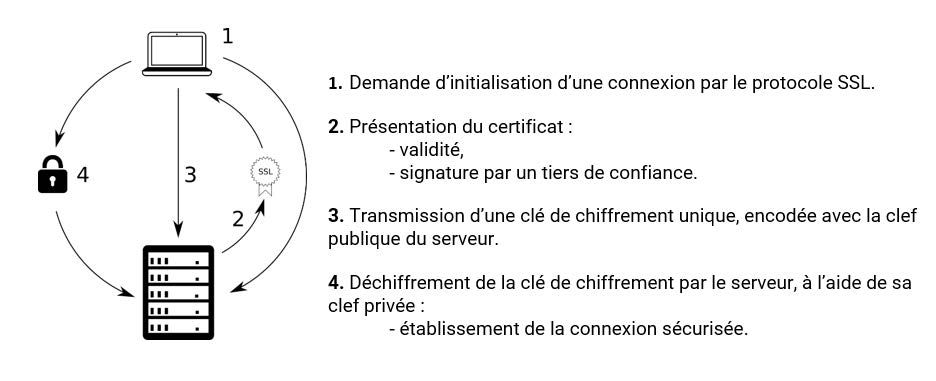 1
1. Demande d’initialisation d’une connexion par le protocole SSL.
2. Présentation du certificat :
- validité,
- signature par un tiers de confiance.
4
3
SSL
2
3. Transmission d’une clé de chiffrement unique, encodée avec la clef
publique du serveur.
4. Déchiffrement de la clé de chiffrement par le serveur, à l’aide de sa
clef privée :
- établissement de la connexion sécurisée.